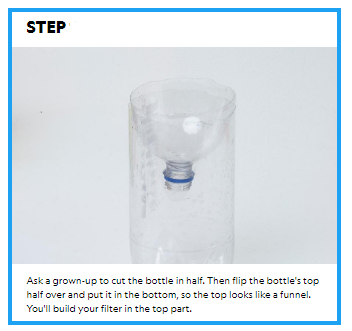 STEP
Ask a grown-up to cut the bottle in half. Then flip the bottle's top
half over and put it in the bottom, so the top looks like a funnel.
You'll build your filter in the top part.